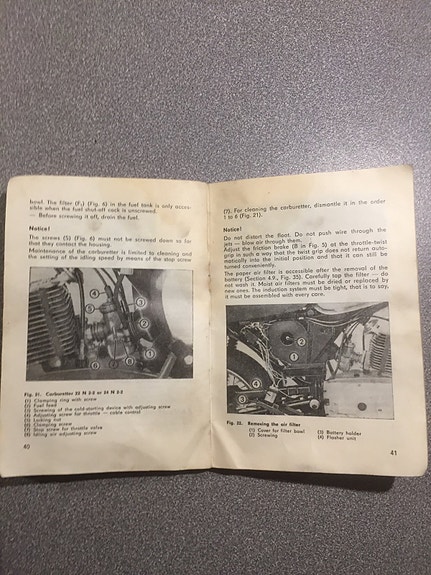 bowl. The filter (F₁) (Fig. 6) in the fuel tank is only acces-
sible when the fuel shut-off cock is unscrewed.
— Before screwing it off, drain the fuel.
Notice!
The screws (5) (Fig. 6) must not be screwed down so far
that they contact the housing.
Maintenance of the carburetter is limited to cleaning and
the setting of the idling speed by means of the stop screw
Fig. 21. Carburetter 22 N 2-2 or 24 N 2-2
(1) Clamping ring with screw
(2) Fuel feed
(3) Screwing of the cold-starting device with adjusting screw
(4) Adjusting screw for throttle — cable control
(5) Locking nut
(6) Clamping screw
(7) Stop screw for throttle valve
(8) Idling air adjusting screw
40
(7). For cleaning the carburetter, dismantle it in the order
1 to 6 (Fig. 21).
Notice!
Do not distort the float. Do not push wire through the
jets — blow air through them.
Adjust the friction brake (8 in Fig. 5) at the throttle-twist
grip in such a way that the twist grip does not return auto-
matically into the initial position and that it can still be
turned conveniently.
The paper air filter is accessible after the removal of the
battery (Section 4.9., Fig. 35). Carefully tap the filter — do
not wash it. Moist air filters must be dried or replaced by
new ones. The induction system must be tight, that is to say,
it must be assembled with every care.
Fig. 22. Removing the air filter
(1) Cover for filter bowl
(2) Screwing
(3) Battery holder
(4) Flasher unit
41